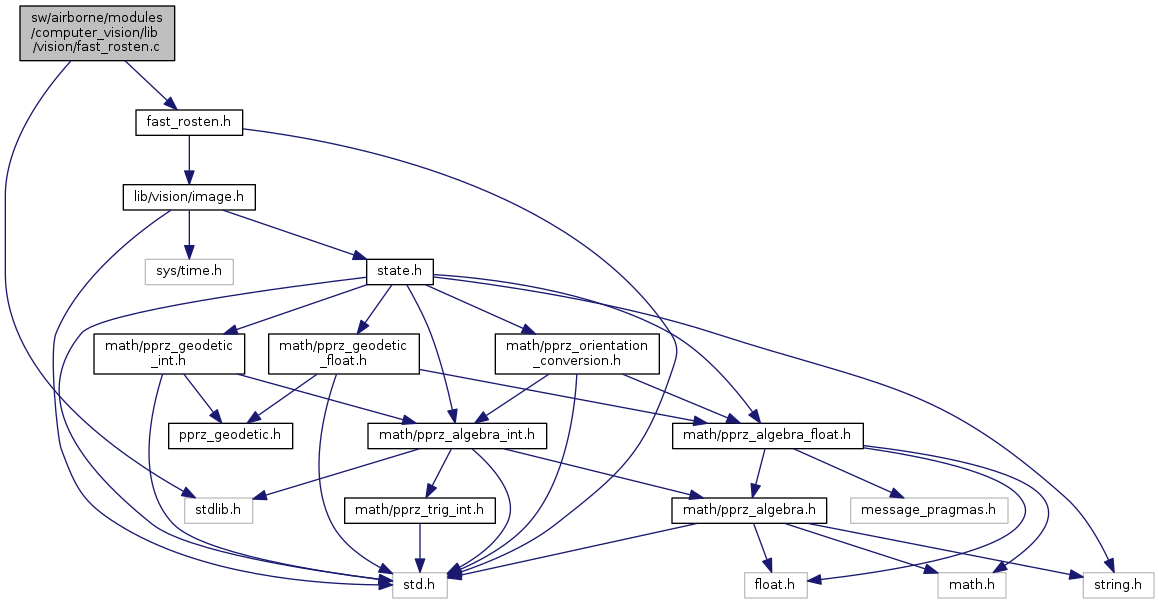 sw/airborne/modules
/computer_vision/lib
/vision/fast_rosten.c
fast_rosten.h
lib/vision/image.h
sys/time.h
state.h
math/pprz_geodetic
_int.h
math/pprz_geodetic
_float.h
math/pprz_orientation
_conversion.h
pprz_geodetic.h
math/pprz_algebra_int.h
math/pprz_algebra_float.h
stdlib.h
math/pprz_trig_int.h
math/pprz_algebra.h
message_pragmas.h
std.h
float.h
math.h
string.h